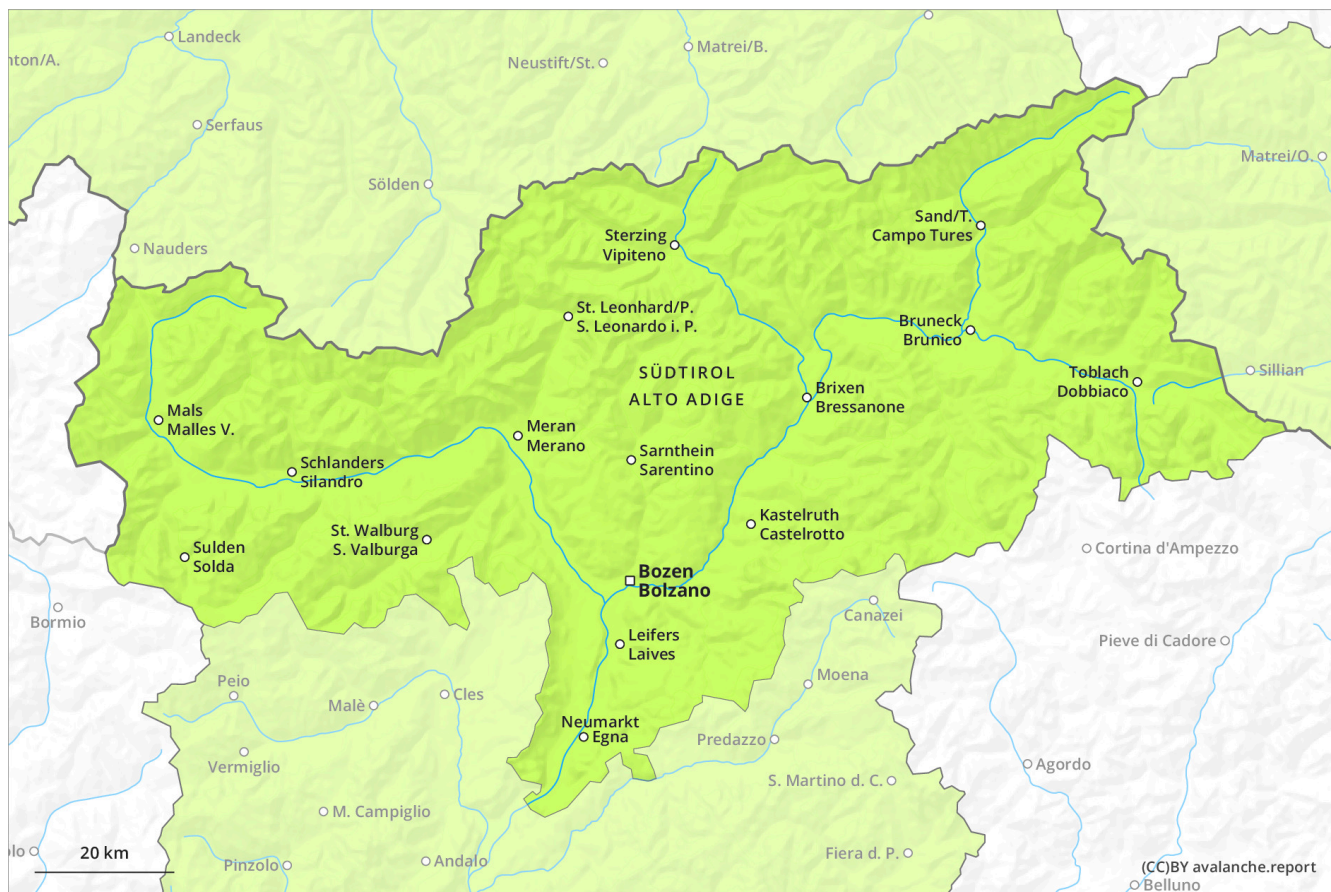 Landeck
Matrei/B.
Neustift/St.
Serfaus
Matrei/O.
Sölden
Sand/T.
Campo Tures
Sterzing
Vipiteno
Nauders
St. Leonhard/P.
S. Leonardo i. P.
Bruneck
Brunico
SÜDTIROL
ALTO ADIGE
Toblach
Dobbiaco
Sillian
Brixen
Bressanone
Mals
Malles V.
Meran
Merano
Sarnthein
Sarentino
Schlanders
Silandro
Kastelruth
Castelrotto
St. Walburg
S. Valburga
Sulden
Solda
Cortina d'Ampezzo
Bozen
Bolzano
Bormio
Canazei
Leifers
Laives
Pieve di Cadore
Moena
Peio
Cles
Malè
Neumarkt
Egna
Predazzo
Vermiglio
Agordo
S. Martino d. C.
M. Campiglio
20 km
Andalo
Pinzolo
Fiera d. P.
(CC)BY avalanche.report
Belluno